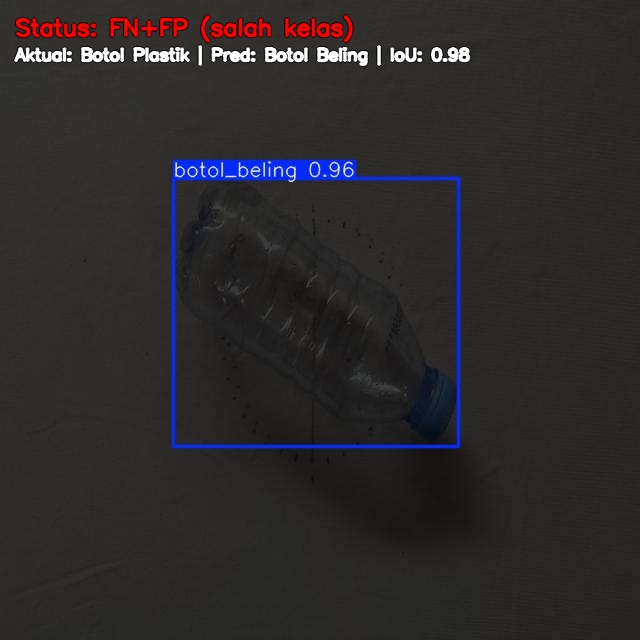 Status: FN+FP (salah kelas)
Aktual: Botol Plastik | Pred: Botol Beling | IoU: 0.98
botol_beling 0.96